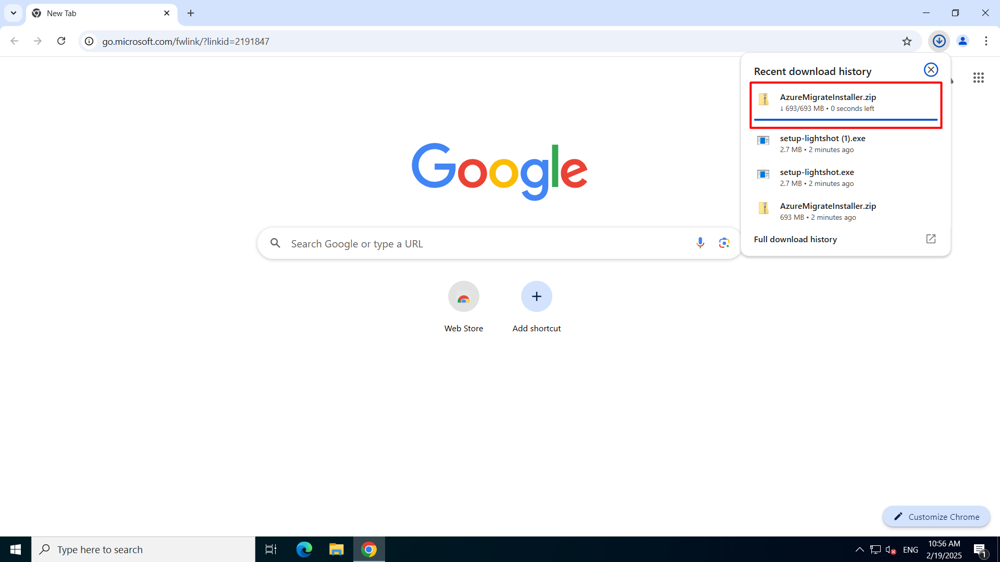 New Tab
go.microsoft.com/fwlink/?linkid=2191847
Recent download history
AzureMigrateInstaller.zip
↓ 693/693 MB • 0 seconds left
setup-lightshot (1).exe
2.7 MB • 2 minutes ago
setup-lightshot.exe
2.7 MB • 2 minutes ago
AzureMigrateInstaller.zip
693 MB • 2 minutes ago
Full download history
Google
Search Google or type a URL
Web Store
Add shortcut
Customize Chrome
Type here to search
ENG
10:56 AM
2/19/2025
1